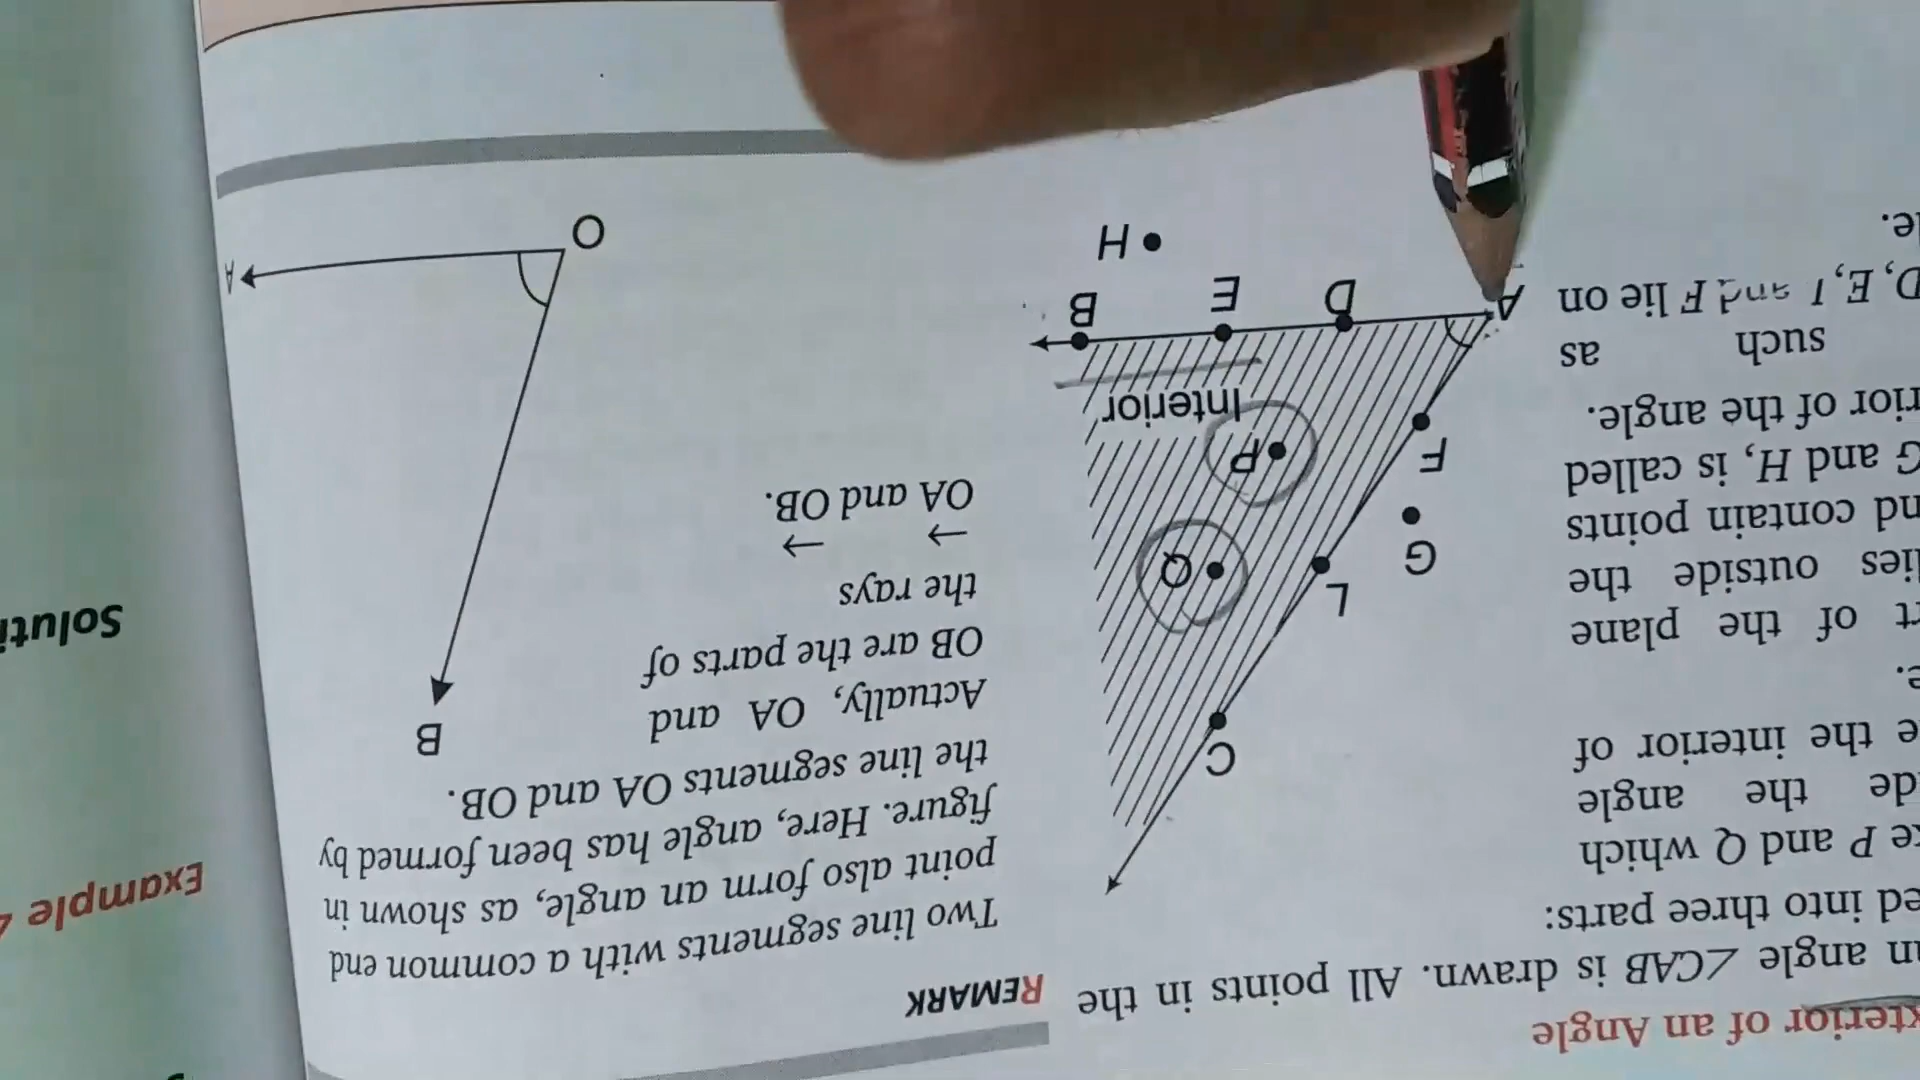 xterior of an Angle
n angle ∠CAB is drawn. All points in the
ed into three parts:
ke P and Q which
de the angle
e the interior of
e.
rt of the plane
lies outside the
nd contain points
G and H, is called
rior of the angle.
such as
D, E, L and F lie on
le.
C
L
G
F
Q
P
Interior
A
D
E
B
H
REMARK
Two line segments with a common end
point also form an angle, as shown in
figure. Here, angle has been formed by
the line segments OA and OB.
Actually, OA and
OB are the parts of
the rays
→ →
OA and OB.
B
O
A
Example
Soluti